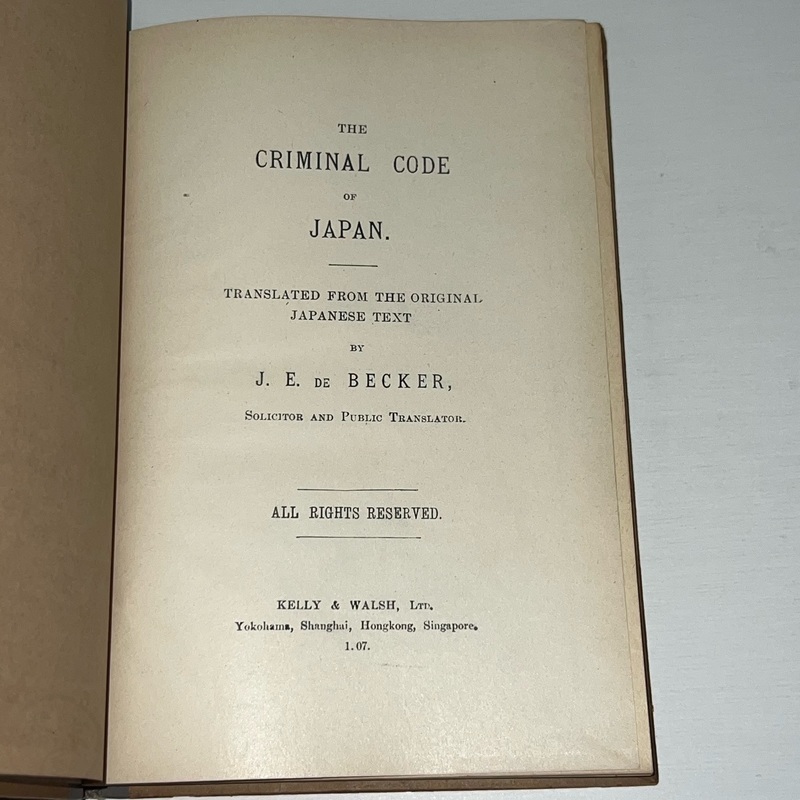 THE
CRIMINAL CODE
OF
JAPAN.
TRANSLATED FROM THE ORIGINAL
JAPANESE TEXT
BY
J. E. DE BECKER,
SOLICITOR AND PUBLIC TRANSLATOR.
ALL RIGHTS RESERVED.
KELLY & WALSH, LTD.
Yokohama, Shanghai, Hongkong, Singapore.
1.07.